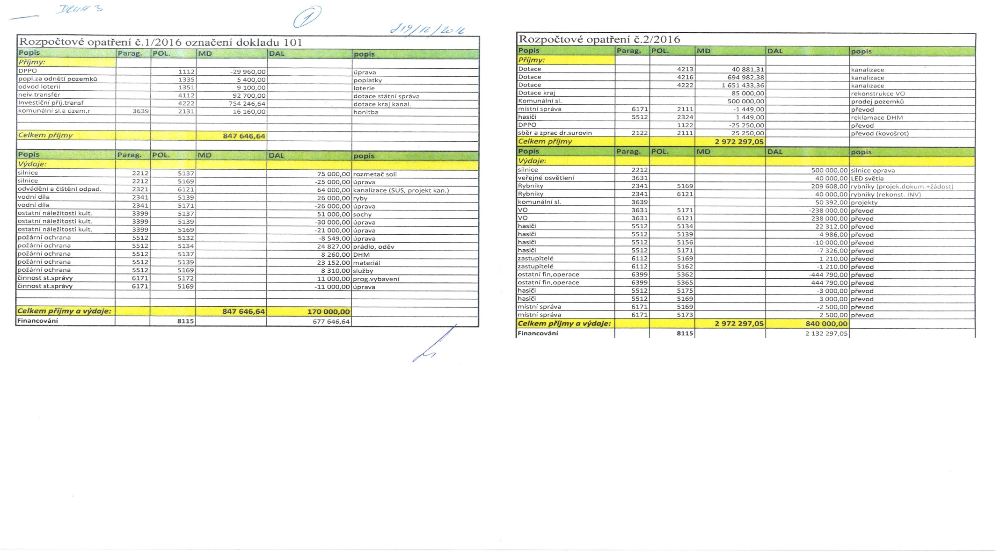 DRUH 3
1
219/12/2016
Rozpočtové opatření č.1/2016 označení dokladu 101
Popis Parag. POL. MD DAL popis
Příjmy:
DPPO 1112 -29 960,00 úprava
popl.za odnětí pozemků 1335 5 400,00 poplatky
odvod loterií 1351 9 100,00 loterie
neiv.transfér 4112 92 700,00 dotace státní správa
Investiční příj.transf 4222 754 246,64 dotace kraj kanal.
komunální sl.a územ.r 3639 2131 16 160,00 honitba
Celkem příjmy 847 646,64
Popis Parag. POL. MD DAL popis
Výdaje:
silnice 2212 5137 75 000,00 rozmetač soli
silnice 2212 5169 -25 000,00 úprava
odvádění a čištění odpad. 2321 6121 64 000,00 kanalizace (SUS, projekt kan.)
vodní díla 2341 5139 26 000,00 ryby
vodní díla 2341 5171 -26 000,00 úprava
ostatní náležitosti kult. 3399 5137 51 000,00 sochy
ostatní náležitosti kult. 3399 5139 -30 000,00 úprava
ostatní náležitosti kult. 3399 5169 -21 000,00 úprava
požární ochrana 5512 5132 -8 549,00 úprava
požární ochrana 5512 5134 24 827,00 prádlo, oděv
požární ochrana 5512 5137 8 260,00 DHM
požární ochrana 5512 5139 23 152,00 materiál
požární ochrana 5512 5169 8 310,00 služby
činnost st.správy 6171 5172 11 000,00 prog.vybavení
činnost st.správy 6171 5169 -11 000,00 úprava
Celkem příjmy a výdaje: 847 646,64 170 000,00
Financování 8115 677 646,64
Rozpočtové opatření č.2/2016
Popis Parag. POL. MD DAL popis
Příjmy:
Dotace 4213 40 881,31 kanalizace
Dotace 4216 694 982,38 kanalizace
Dotace 4222 1 651 433,36 kanalizace
Dotace kraj 85 000,00 rekonstrukce VO
Komunální sl. 500 000,00 prodej pozemků
místní správa 6171 2111 -1 449,00 převod
hasiči 5512 2324 1 449,00 reklamace DHM
DPPO 1122 -25 250,00 převod
sběr a zprac dr.surovin 2122 2111 25 250,00 převod (kovošrot)
Celkem příjmy 2 972 297,05
Popis Parag. POL. MD DAL popis
Výdaje:
silnice 2212 500 000,00 silnice oprava
veřejné osvětlení 3631 40 000,00 LED světla
Rybníky 2341 5169 209 608,00 rybniky (projek.dokum.+žádost)
Rybníky 2341 6121 40 000,00 rybniky (rekonst. INV)
komunální sl. 3639 50 392,00 projekty
VO 3631 5171 -238 000,00 převod
VO 3631 6121 238 000,00 převod
hasiči 5512 5134 22 312,00 převod
hasiči 5512 5139 -4 986,00 převod
hasiči 5512 5156 -10 000,00 převod
hasiči 5512 5171 -7 326,00 převod
zastupitelé 6112 5169 1 210,00 převod
zastupitelé 6112 5162 -1 210,00 převod
ostatní fin,operace 6399 5362 -444 790,00 převod
ostatní fin,operace 6399 5365 444 790,00 převod
hasiči 5512 5175 -3 000,00 převod
hasiči 5512 5169 3 000,00 převod
místní správa 6171 5169 -2 500,00 převod
místní správa 6171 5173 2 500,00 převod
Celkem příjmy a výdaje: 2 972 297,05 840 000,00
Financování 8115 2 132 297,05